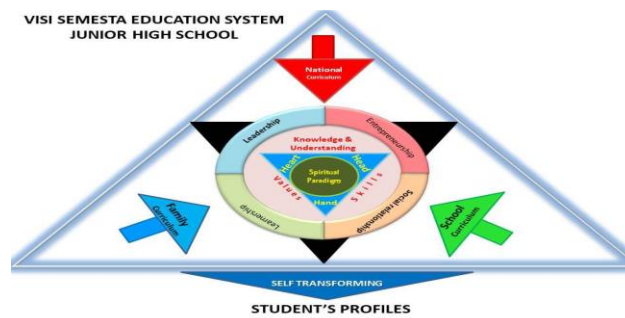 VISI SEMESTA EDUCATION SYSTEM
JUNIOR HIGH SCHOOL
National
Curriculum
Leadership
Entrepreneurship
Knowledge &
Understanding
Heart
Head
Spiritual
Paradigm
Values
Skills
Hand
Learnership
Social relationship
Family
Curriculum
School
Curriculum
SELF TRANSFORMING
STUDENT'S PROFILES